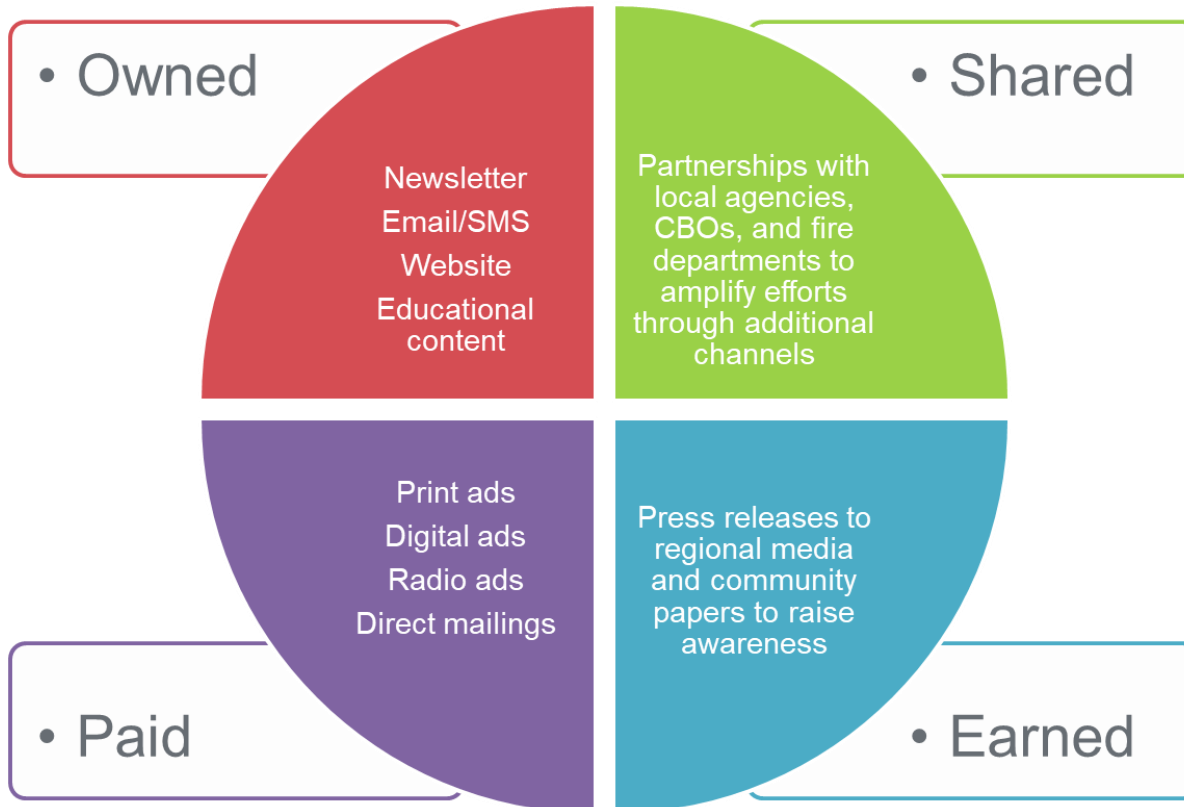 • Owned
Newsletter
Email/SMS
Website
Educational
content
• Shared
Partnerships with
local agencies,
CBOs, and fire
departments to
amplify efforts
through additional
channels
• Paid
Print ads
Digital ads
Radio ads
Direct mailings
• Earned
Press releases to
regional media
and community
papers to raise
awareness